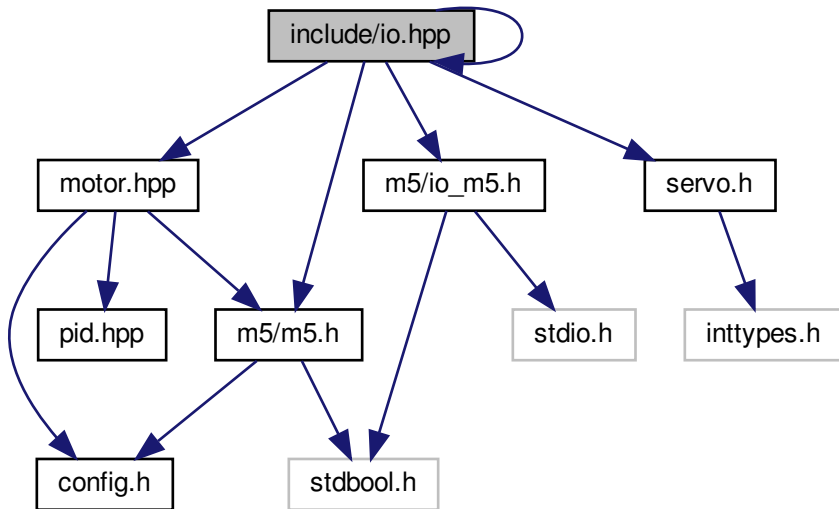 include/io.hpp
motor.hpp
m5/io_m5.h
servo.h
pid.hpp
m5/m5.h
stdio.h
inttypes.h
config.h
stdbool.h